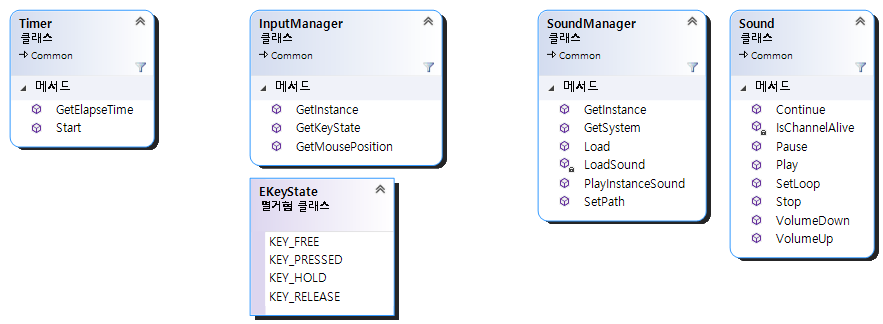 Timer
클래스
Common
메서드
GetElapseTime
Start
InputManager
클래스
Common
메서드
GetInstance
GetKeyState
GetMousePosition
EKeyState
열거형 클래스
KEY_FREE
KEY_PRESSED
KEY_HOLD
KEY_RELEASE
SoundManager
클래스
Common
메서드
GetInstance
GetSystem
Load
LoadSound
PlayInstanceSound
SetPath
Sound
클래스
Common
메서드
Continue
IsChannelAlive
Pause
Play
SetLoop
Stop
VolumeDown
VolumeUp